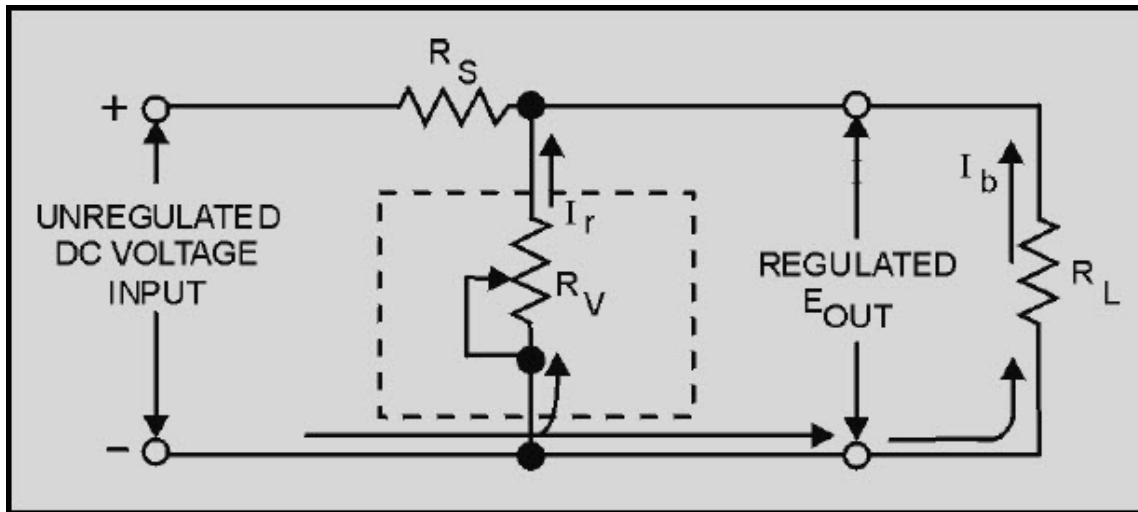 R S
+
UNREGULATED
DC VOLTAGE
INPUT
-
I r
R V
REGULATED
E OUT
I b
R L